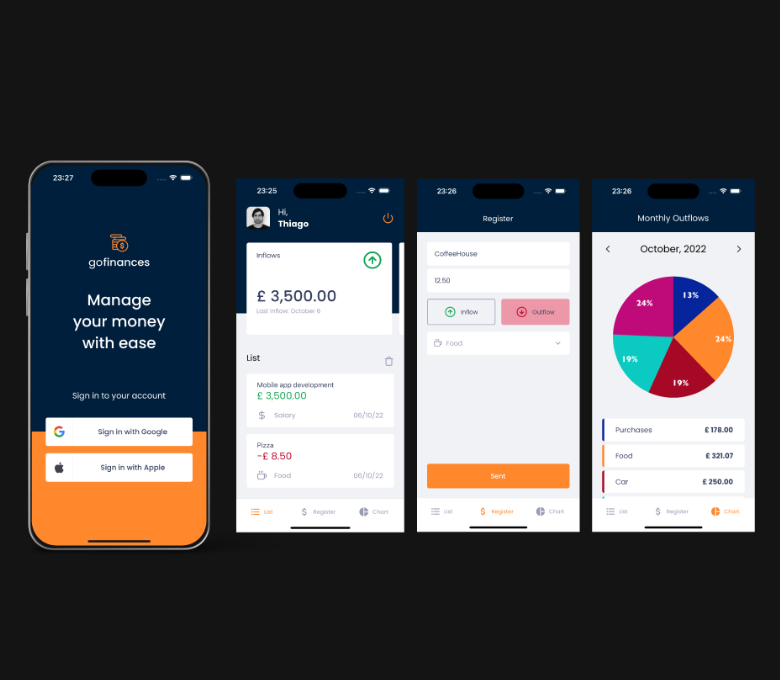 23:27
gofinances
Manage
your money
with ease
Sign in to your account
Sign in with Google
Sign in with Apple
23:25
Hi,
Thiago
Inflows
£ 3,500.00
Last Inflow: October 6
List
Mobile app development
£ 3,500.00
Salary 06/10/22
Pizza
-£ 8.50
Food 06/10/22
List Register Chart
23:26
Register
CoffeeHouse
12.50
Inflow Outflow
Food
Sent
List Register Chart
23:26
Monthly Outflows
October, 2022
24% 13%
24%
19%
19%
Purchases £ 178.00
Food £ 321.07
Car £ 250.00
List Register Chart